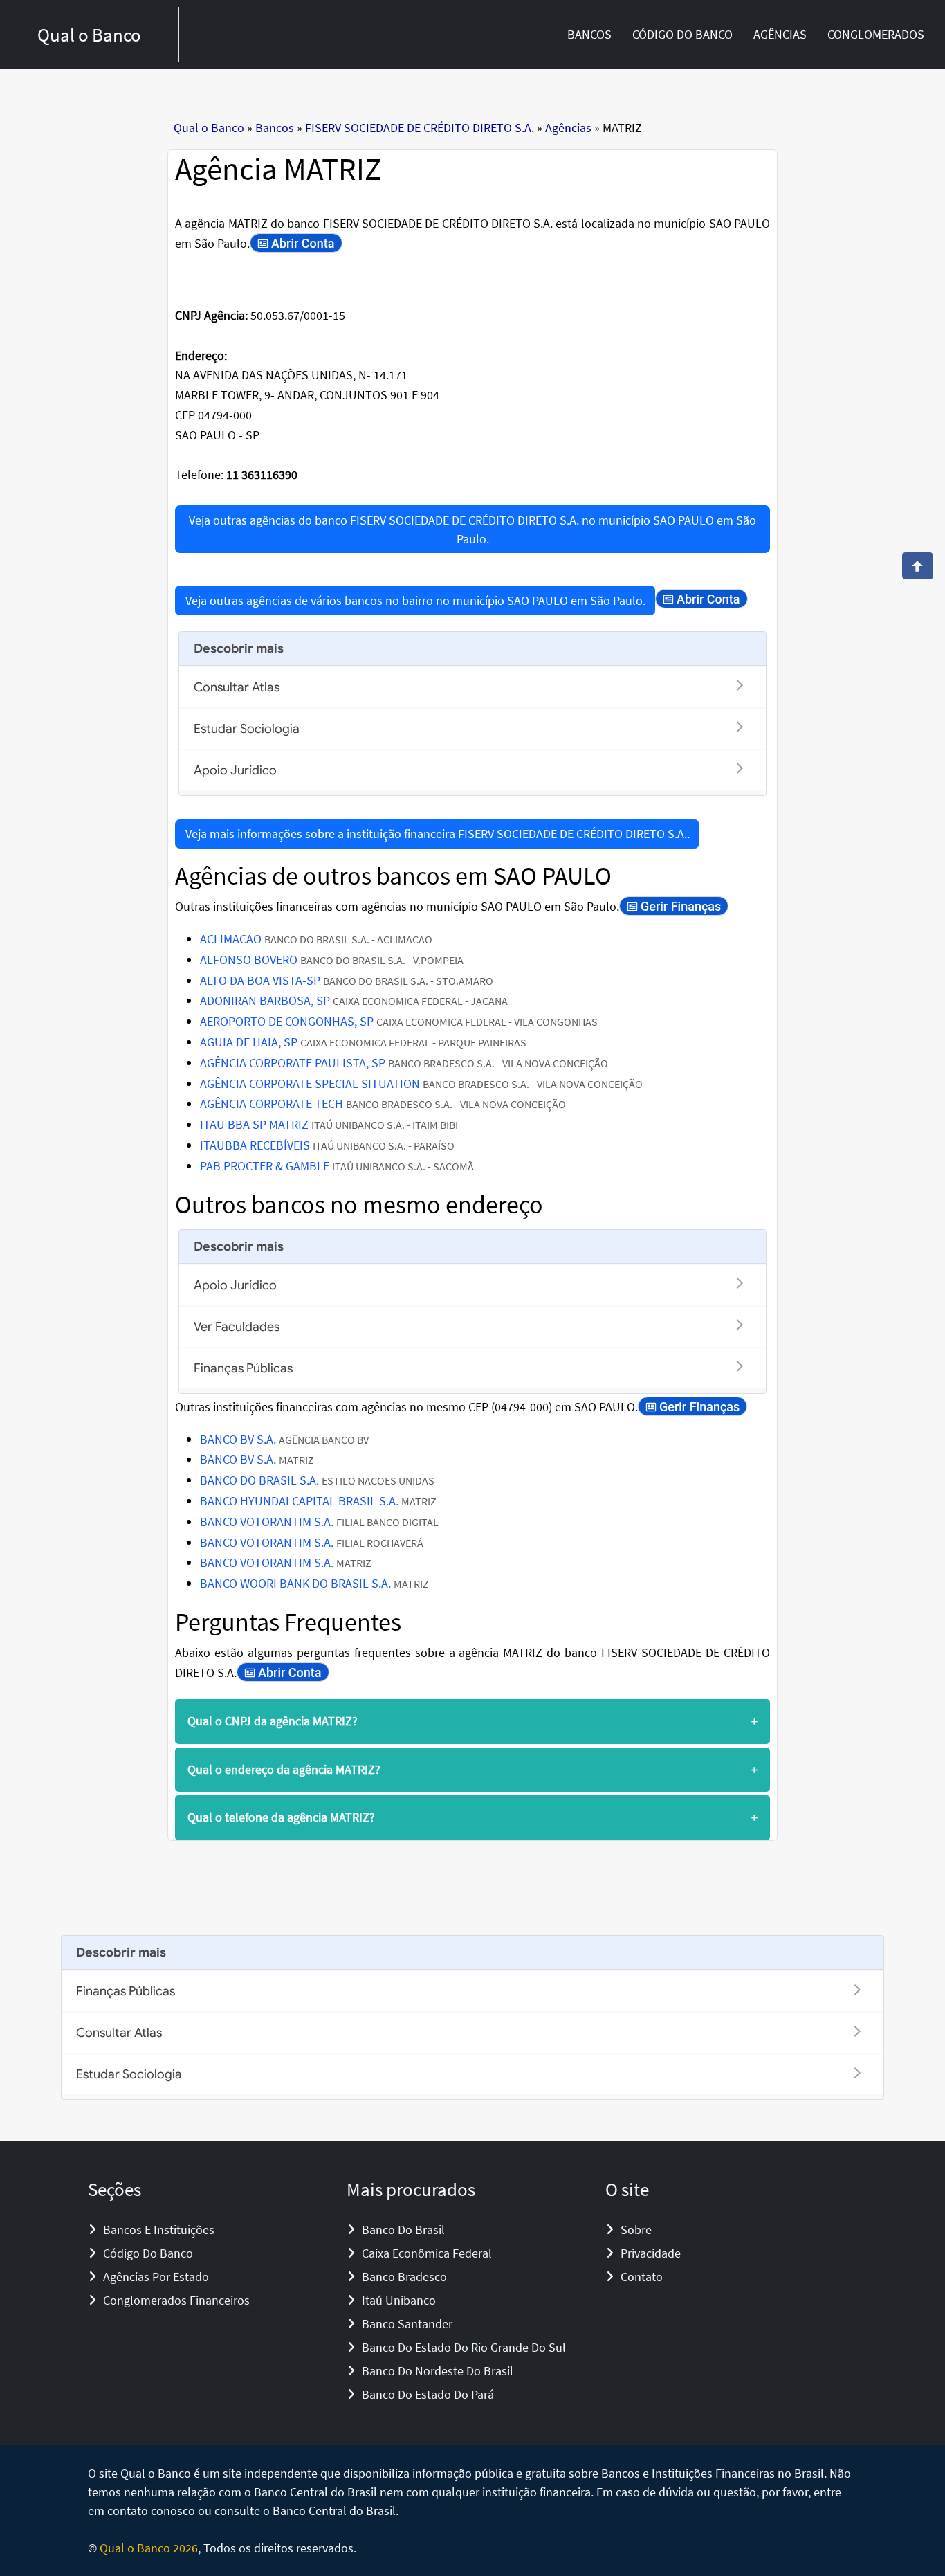 Qual o Banco
BANCOS
CÓDIGO DO BANCO
AGÊNCIAS
CONGLOMERADOS
Qual o Banco » Bancos » FISERV SOCIEDADE DE CRÉDITO DIRETO S.A. » Agências » MATRIZ
Agência MATRIZ
A agência MATRIZ do banco FISERV SOCIEDADE DE CRÉDITO DIRETO S.A. está localizada no município SAO PAULO
em São Paulo. Abrir Conta
CNPJ Agência: 50.053.67/0001-15
Endereço:
NA AVENIDA DAS NAÇÕES UNIDAS, N- 14.171
MARBLE TOWER, 9- ANDAR, CONJUNTOS 901 E 904
CEP 04794-000
SAO PAULO - SP
Telefone: 11 363116390
Veja outras agências do banco FISERV SOCIEDADE DE CRÉDITO DIRETO S.A. no município SAO PAULO em São
Paulo.
Veja outras agências de vários bancos no bairro no município SAO PAULO em São Paulo. Abrir Conta
Descobrir mais
Consultar Atlas
Estudar Sociologia
Apoio Jurídico
Veja mais informações sobre a instituição financeira FISERV SOCIEDADE DE CRÉDITO DIRETO S.A..
Agências de outros bancos em SAO PAULO
Outras instituições financeiras com agências no município SAO PAULO em São Paulo. Gerir Finanças
ACLIMACAO BANCO DO BRASIL S.A. - ACLIMACAO
ALFONSO BOVERO BANCO DO BRASIL S.A. - V.POMPEIA
ALTO DA BOA VISTA-SP BANCO DO BRASIL S.A. - STO.AMARO
ADONIRAN BARBOSA, SP CAIXA ECONOMICA FEDERAL - JACANA
AEROPORTO DE CONGONHAS, SP CAIXA ECONOMICA FEDERAL - VILA CONGONHAS
AGUIA DE HAIA, SP CAIXA ECONOMICA FEDERAL - PARQUE PAINEIRAS
AGÊNCIA CORPORATE PAULISTA, SP BANCO BRADESCO S.A. - VILA NOVA CONCEIÇÃO
AGÊNCIA CORPORATE SPECIAL SITUATION BANCO BRADESCO S.A. - VILA NOVA CONCEIÇÃO
AGÊNCIA CORPORATE TECH BANCO BRADESCO S.A. - VILA NOVA CONCEIÇÃO
ITAU BBA SP MATRIZ ITAÚ UNIBANCO S.A. - ITAIM BIBI
ITAUBBA RECEBÍVEIS ITAÚ UNIBANCO S.A. - PARAÍSO
PAB PROCTER & GAMBLE ITAÚ UNIBANCO S.A. - SACOMÃ
Outros bancos no mesmo endereço
Descobrir mais
Apoio Jurídico
Ver Faculdades
Finanças Públicas
Outras instituições financeiras com agências no mesmo CEP (04794-000) em SAO PAULO. Gerir Finanças
BANCO BV S.A. AGÊNCIA BANCO BV
BANCO BV S.A. MATRIZ
BANCO DO BRASIL S.A. ESTILO NACOES UNIDAS
BANCO HYUNDAI CAPITAL BRASIL S.A. MATRIZ
BANCO VOTORANTIM S.A. FILIAL BANCO DIGITAL
BANCO VOTORANTIM S.A. FILIAL ROCHAVERÁ
BANCO VOTORANTIM S.A. MATRIZ
BANCO WOORI BANK DO BRASIL S.A. MATRIZ
Perguntas Frequentes
Abaixo estão algumas perguntas frequentes sobre a agência MATRIZ do banco FISERV SOCIEDADE DE CRÉDITO
DIRETO S.A. Abrir Conta
Qual o CNPJ da agência MATRIZ? +
Qual o endereço da agência MATRIZ? +
Qual o telefone da agência MATRIZ? +
Descobrir mais
Finanças Públicas
Consultar Atlas
Estudar Sociologia
Seções
Bancos E Instituições
Código Do Banco
Agências Por Estado
Conglomerados Financeiros
Mais procurados
Banco Do Brasil
Caixa Econômica Federal
Banco Bradesco
Itaú Unibanco
Banco Santander
Banco Do Estado Do Rio Grande Do Sul
Banco Do Nordeste Do Brasil
Banco Do Estado Do Pará
O site
Sobre
Privacidade
Contato
O site Qual o Banco é um site independente que disponibiliza informação pública e gratuita sobre Bancos e Instituições Financeiras no Brasil. Não
temos nenhuma relação com o Banco Central do Brasil nem com qualquer instituição financeira. Em caso de dúvida ou questão, por favor, entre
em contato conosco ou consulte o Banco Central do Brasil.
© Qual o Banco 2026, Todos os direitos reservados.